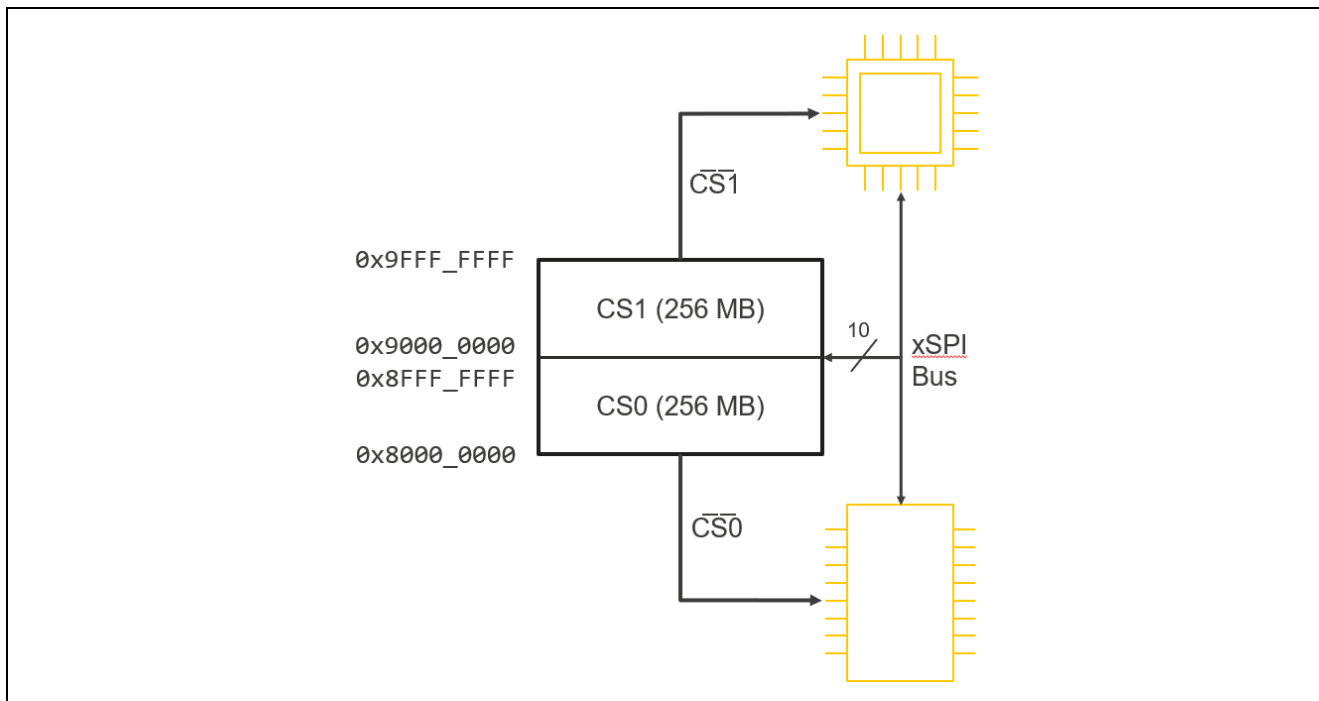 CS1
0x9FFF_FFFF
CS1 (256 MB)
10
0x9000_0000
xSPI
Bus
0x8FFF_FFFF
CS0 (256 MB)
0x8000_0000
CS0